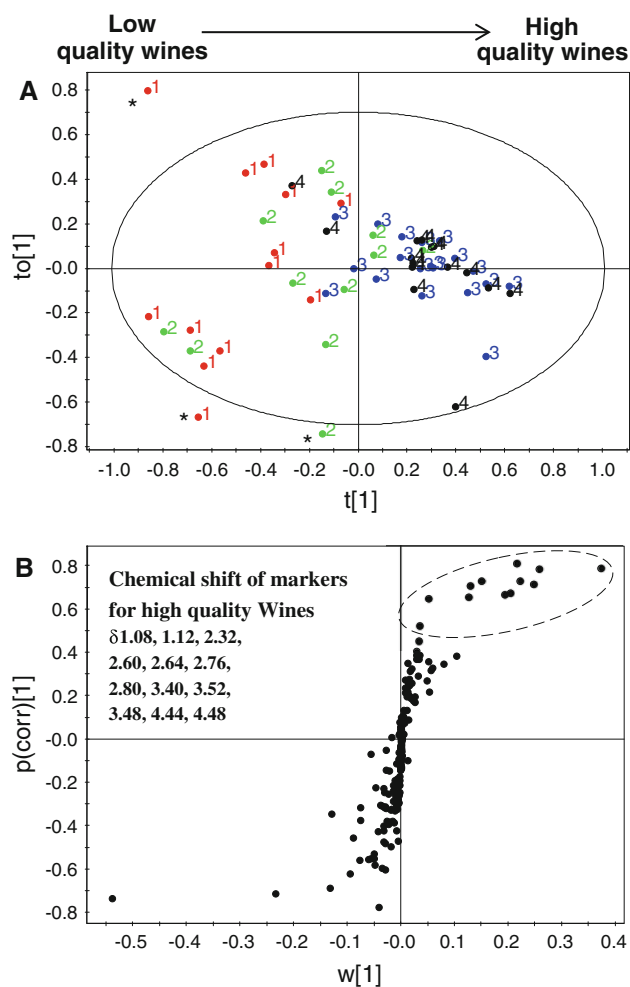 Low quality wines
High quality wines
A
0.8
0.6
0.4
0.2
-0.0
-0.2
-0.4
-0.6
-0.8
to[1]
-1.0 -0.8 -0.6 -0.4 -0.2 -0.0 0.2 0.4 0.6 0.8 1.0
t[1]
B
Chemical shift of markers
for high quality Wines
δ1.08, 1.12, 2.32,
2.60, 2.64, 2.76,
2.80, 3.40, 3.52,
3.48, 4.44, 4.48
0.8
0.6
0.4
0.2
-0.0
-0.2
-0.4
-0.6
-0.8
p(corr)[1]
-0.5 -0.4 -0.3 -0.2 -0.1 -0.0 0.1 0.2 0.3 0.4
w[1]